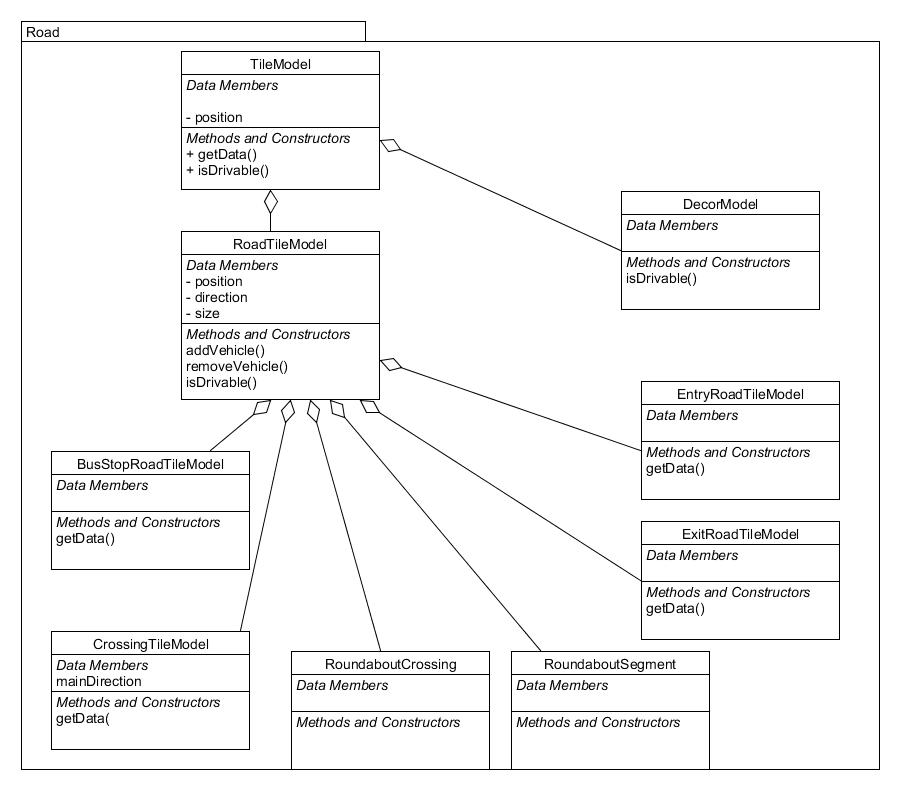 Road
TileModel
Data Members
- position
Methods and Constructors
+ getData()
+ isDrivable()
DecorModel
Data Members
Methods and Constructors
isDrivable()
RoadTileModel
Data Members
- position
- direction
- size
Methods and Constructors
addVehicle()
removeVehicle()
isDrivable()
EntryRoadTileModel
Data Members
Methods and Constructors
getData()
BusStopRoadTileModel
Data Members
Methods and Constructors
getData()
ExitRoadTileModel
Data Members
Methods and Constructors
getData()
CrossingTileModel
Data Members
mainDirection
Methods and Constructors
getData(
RoundaboutCrossing
Data Members
Methods and Constructors
RoundaboutSegment
Data Members
Methods and Constructors